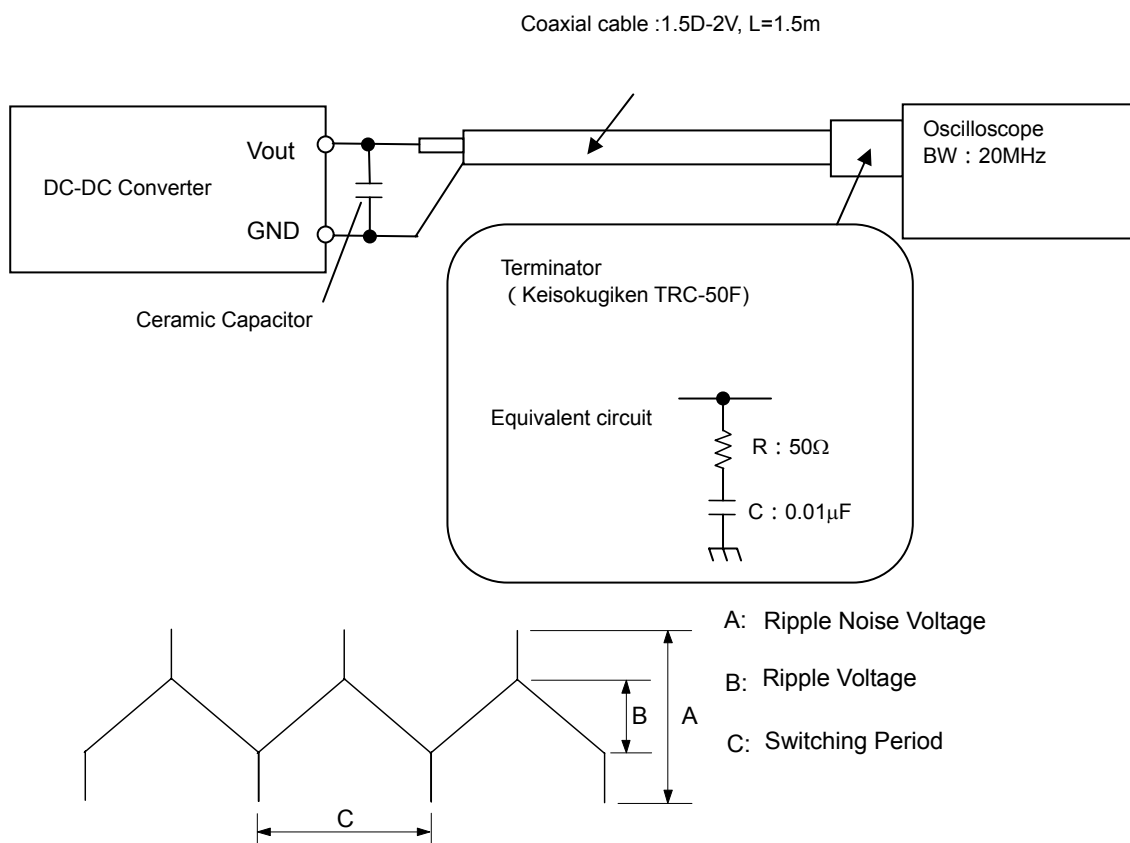 Coaxial cable :1.5D-2V, L=1.5m
Vout
DC-DC Converter
GND
Ceramic Capacitor
Oscilloscope
BW：20MHz
Terminator
（ Keisokugiken TRC-50F)
Equivalent circuit
R：50Ω
C：0.01μF
A: Ripple Noise Voltage
B: Ripple Voltage
C: Switching Period
B
A
C